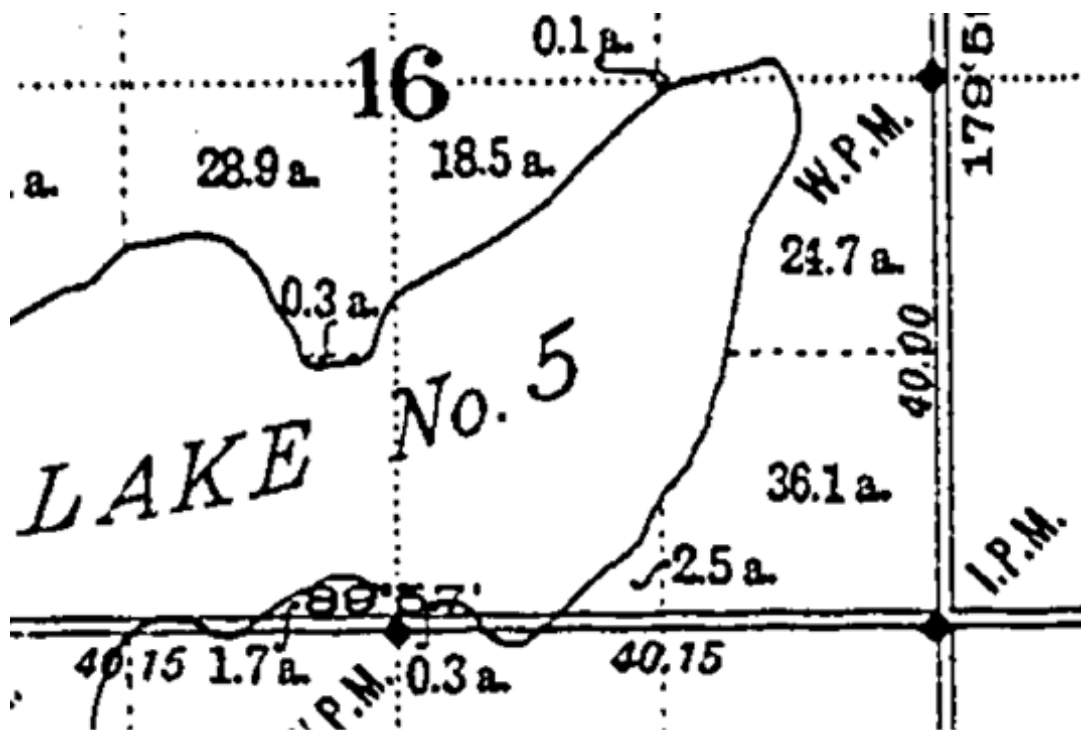 0.1 a.
179°5
16
W.P.M.
a.
28.9 a.
18.5 a.
24.7 a.
0.3 a.
40.00
LAKE No. 5
36.1 a.
I.P.M.
2.5 a.
40.15
1.7 a.
P.M.
0.3 a.
40.15